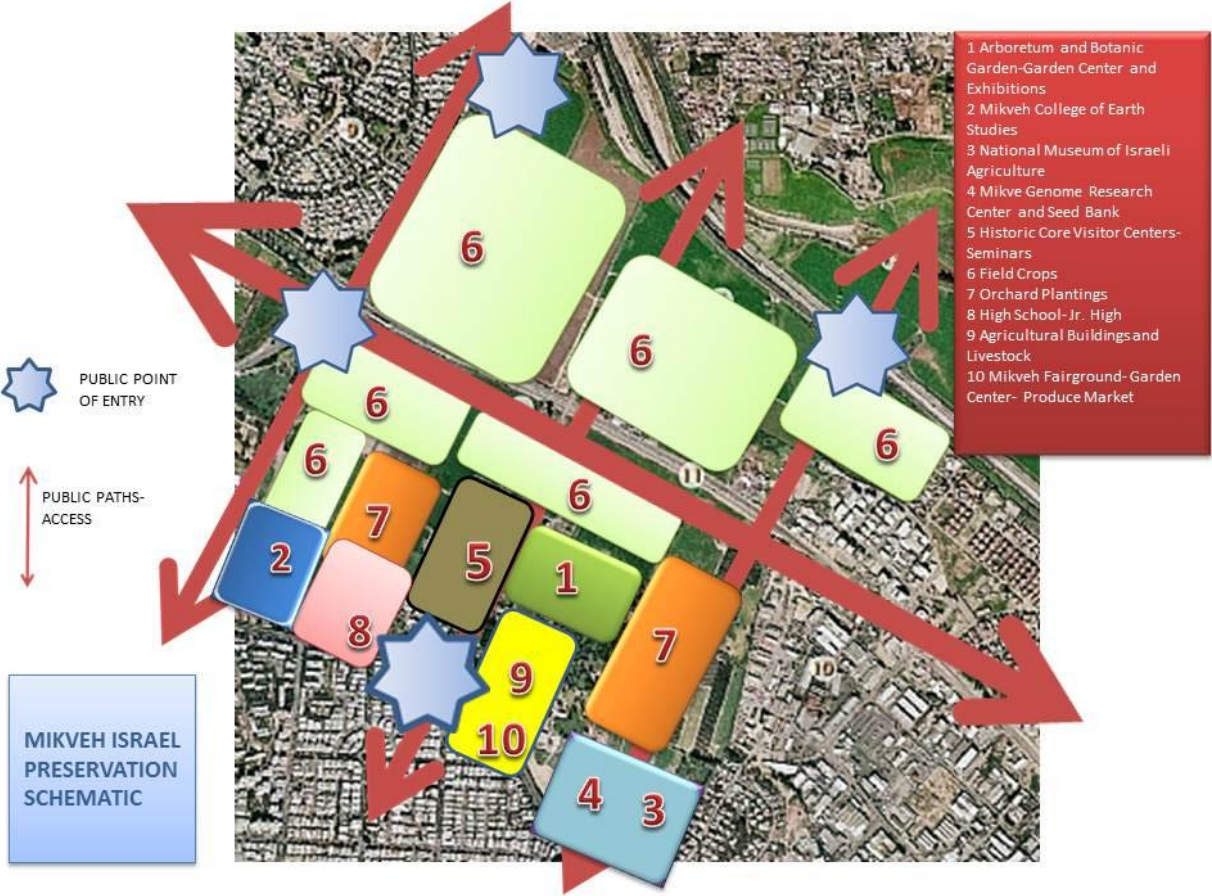 1 Arboretum and Botanic
Garden-Garden Center and
Exhibitions
2 Mikveh College of Earth
Studies
3 National Museum of Israeli
Agriculture
4 Mikve Genome Research
Center and Seed Bank
5 Historic Core Visitor Centers-
Seminars
6 Field Crops
7 Orchard Plantings
8 High School- Jr. High
9 Agricultural Buildings and
Livestock
10 Mikveh Fairground- Garden
Center- Produce Market
6
6
6
6
6
6
11
7
5
1
2
8
7
9
10
10
4
3
PUBLIC POINT
OF ENTRY
PUBLIC PATHS-
ACCESS
MIKVEH ISRAEL
PRESERVATION
SCHEMATIC